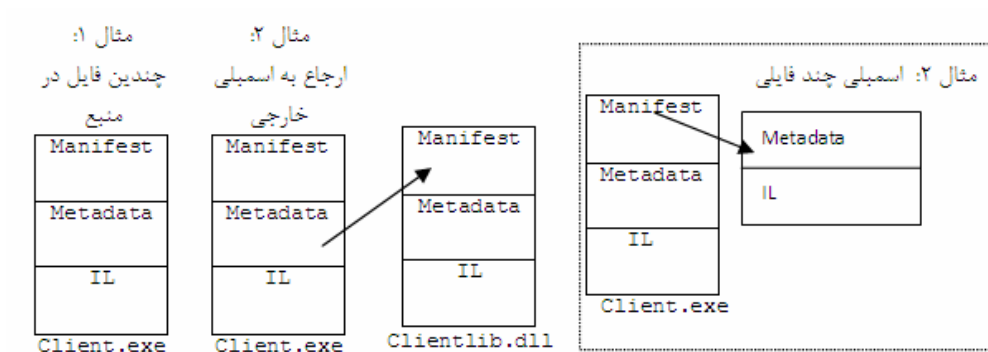 مثال ۱:
چندین فایل در
منبع
Manifest
Metadata
IL
Client.exe
مثال ۲:
ارجاع به اسمبلی
خارجی
Manifest
Metadata
IL
Client.exe
Manifest
Metadata
IL
Clientlib.dll
مثال ۲: اسمبلی چند فایلی
Manifest
Metadata
IL
Client.exe
Metadata
IL